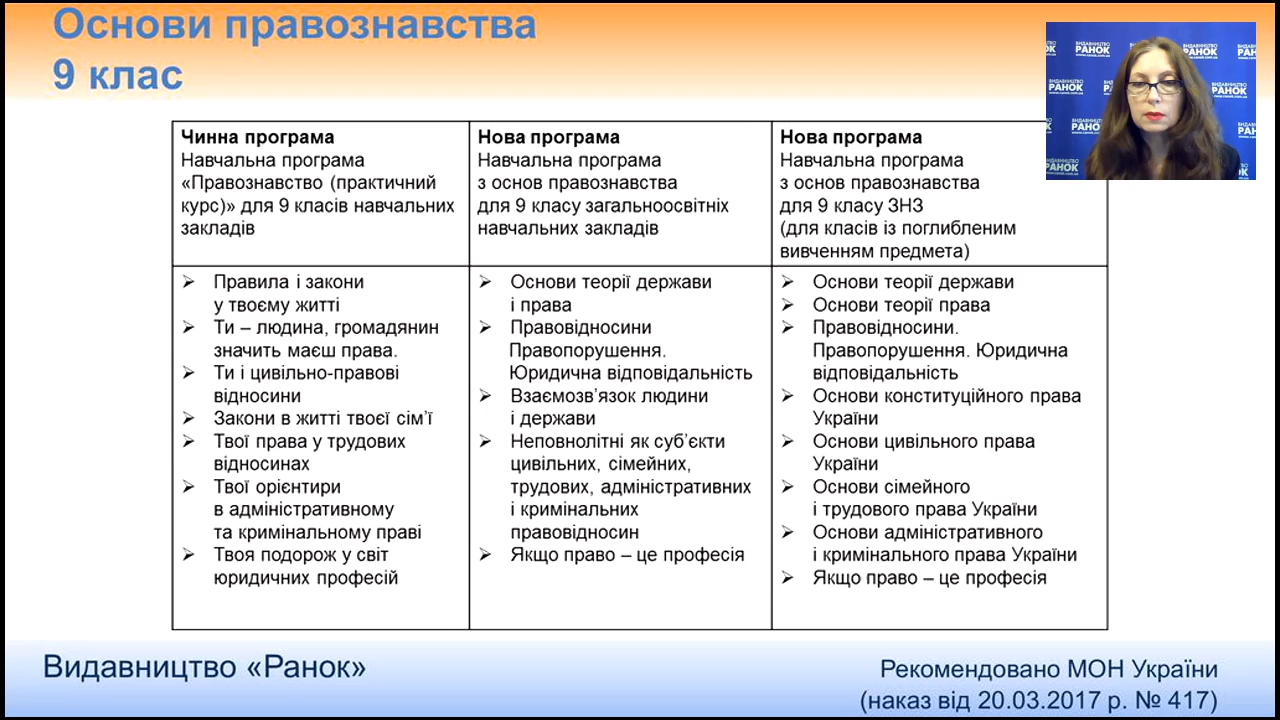 Основи правознавства
9 клас
Чинна програма
Навчальна програма
«Правознавство (практичний
курс)» для 9 класів навчальних
закладів
Нова програма
Навчальна програма
з основ правознавства
для 9 класу загальноосвітніх
навчальних закладів
Нова програма
Навчальна програма
з основ правознавства
для 9 класу ЗНЗ
(для класів із поглибленим
вивченням предмета)
➢ Правила і закони
у твоєму житті
➢ Ти – людина, громадянин
значить маєш права.
➢ Ти і цивільно-правові
відносини
➢ Закони в житті твоєї сім’ї
➢ Твої права у трудових
відносинах
➢ Твої орієнтири
в адміністративному
та кримінальному праві
➢ Твоя подорож у світ
юридичних професій
➢ Основи теорії держави
і права
➢ Правовідносини
Правопорушення.
Юридична відповідальність
➢ Взаємозв’язок людини
і держави
➢ Неповнолітні як суб’єкти
цивільних, сімейних,
трудових, адміністративних
і кримінальних
правовідносин
➢ Якщо право – це професія
➢ Основи теорії держави
➢ Основи теорії права
➢ Правовідносини.
Правопорушення. Юридична
відповідальність
➢ Основи конституційного права
України
➢ Основи цивільного права
України
➢ Основи сімейного
і трудового права України
➢ Основи адміністративного
і кримінального права України
➢ Якщо право – це професія
ВИДАВНИЦТВО
РАНОК
Видавництво «Ранок»
Рекомендовано МОН України
(наказ від 20.03.2017 р. № 417)